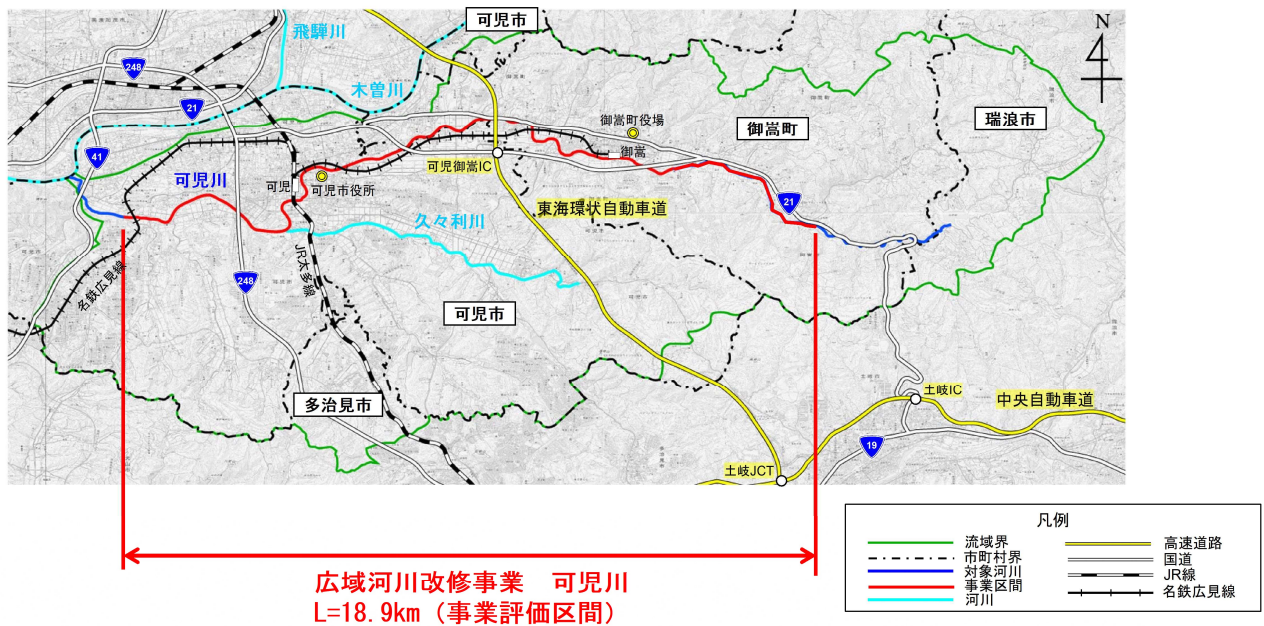 可児市
飛騨川
N
248
木曽川
21
御嵩町役場
御嵩町
瑞浪市
41
御嵩
可児御嵩IC
可児川
可児
可児市役所
21
東海環状自動車道
久々利川
JR太多線
名鉄広見線
248
可児市
多治見市
土岐IC
中央自動車道
19
土岐JCT
凡例
流域界
市町村界
対象河川
事業区間
河川
高速道路
国道
JR線
名鉄広見線
広域河川改修事業 可児川
L=18.9km（事業評価区間）